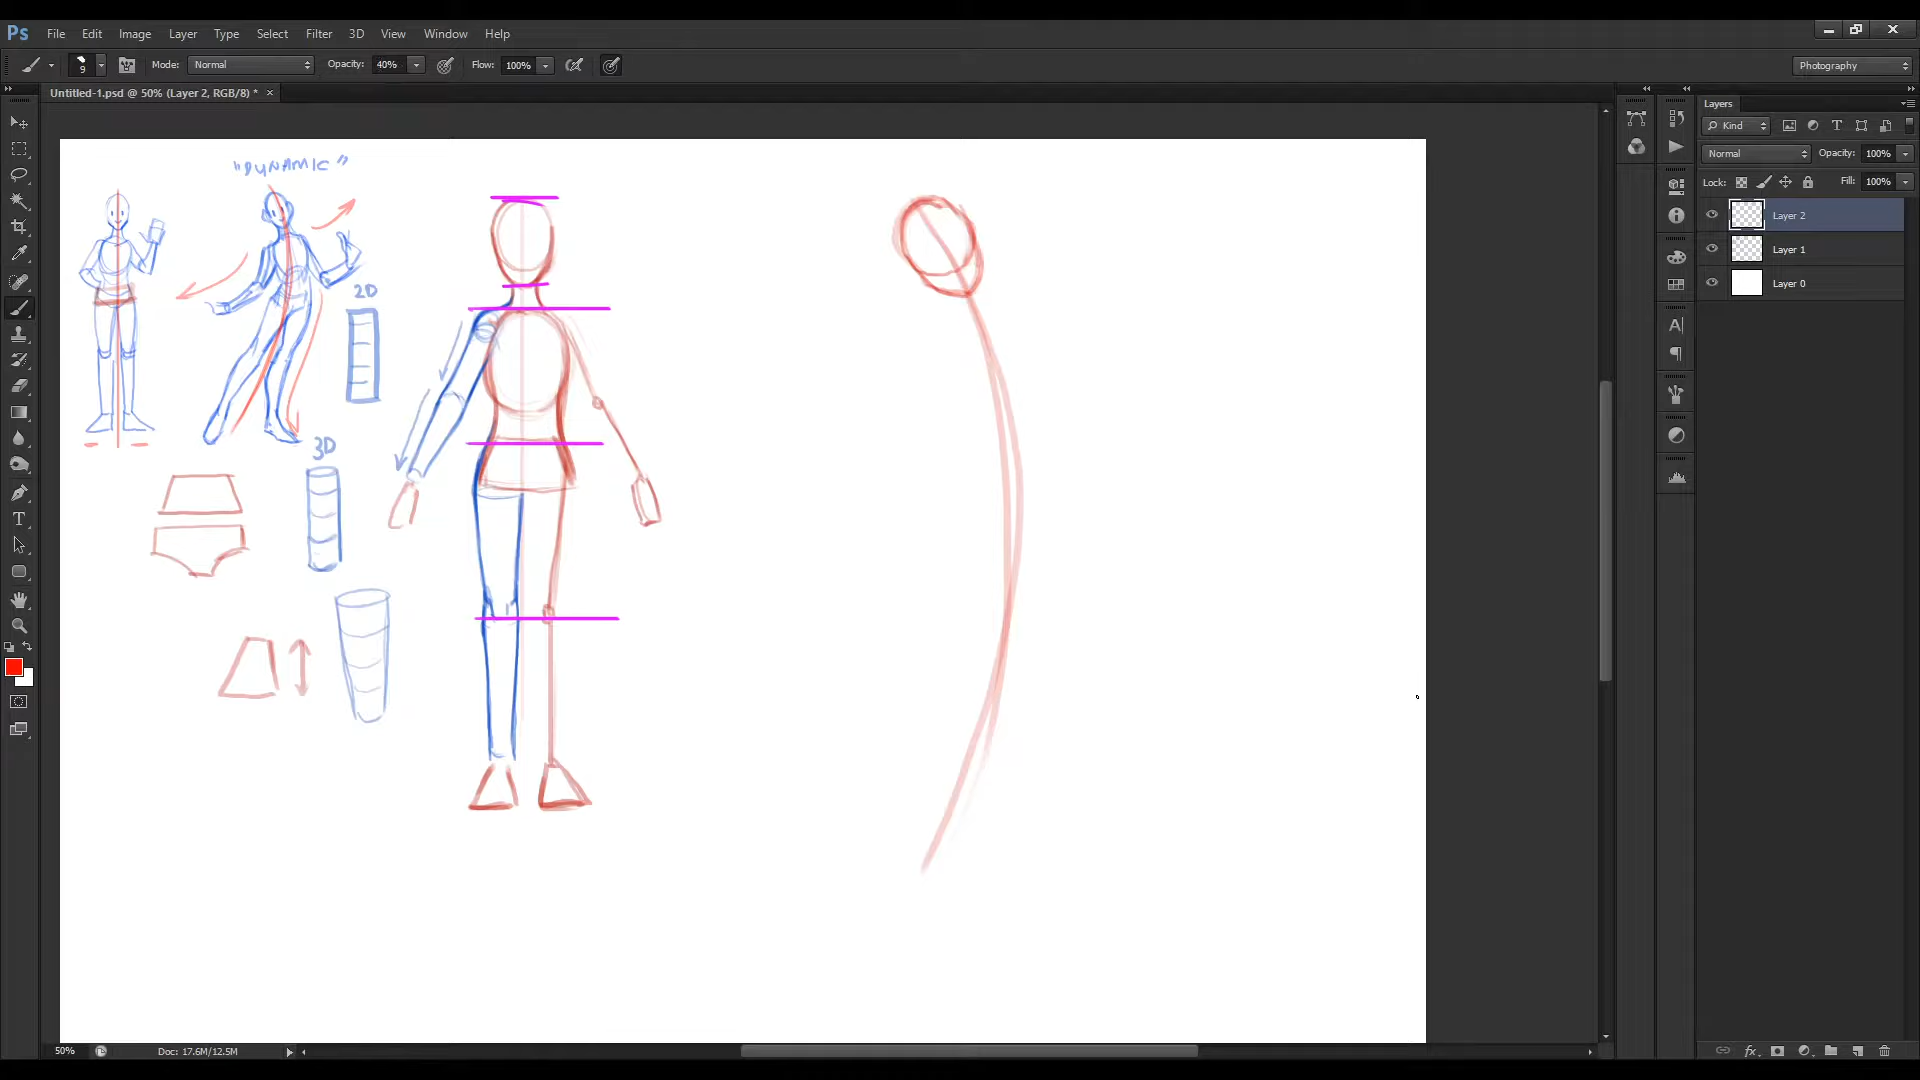 Ps File Edit Image Layer Type Select Filter 3D View Window Help
9 Mode: Normal Opacity: 40% Flow: 100% Photography
Untitled-1.psd @ 50% (Layer 2, RGB/8) * ×
Layers
Kind
Normal Opacity: 100%
Lock: Fill: 100%
Layer 2
Layer 1
Layer 0
"DYNAMIC"
2D
3D
50% Doc: 17.6M/12.5M